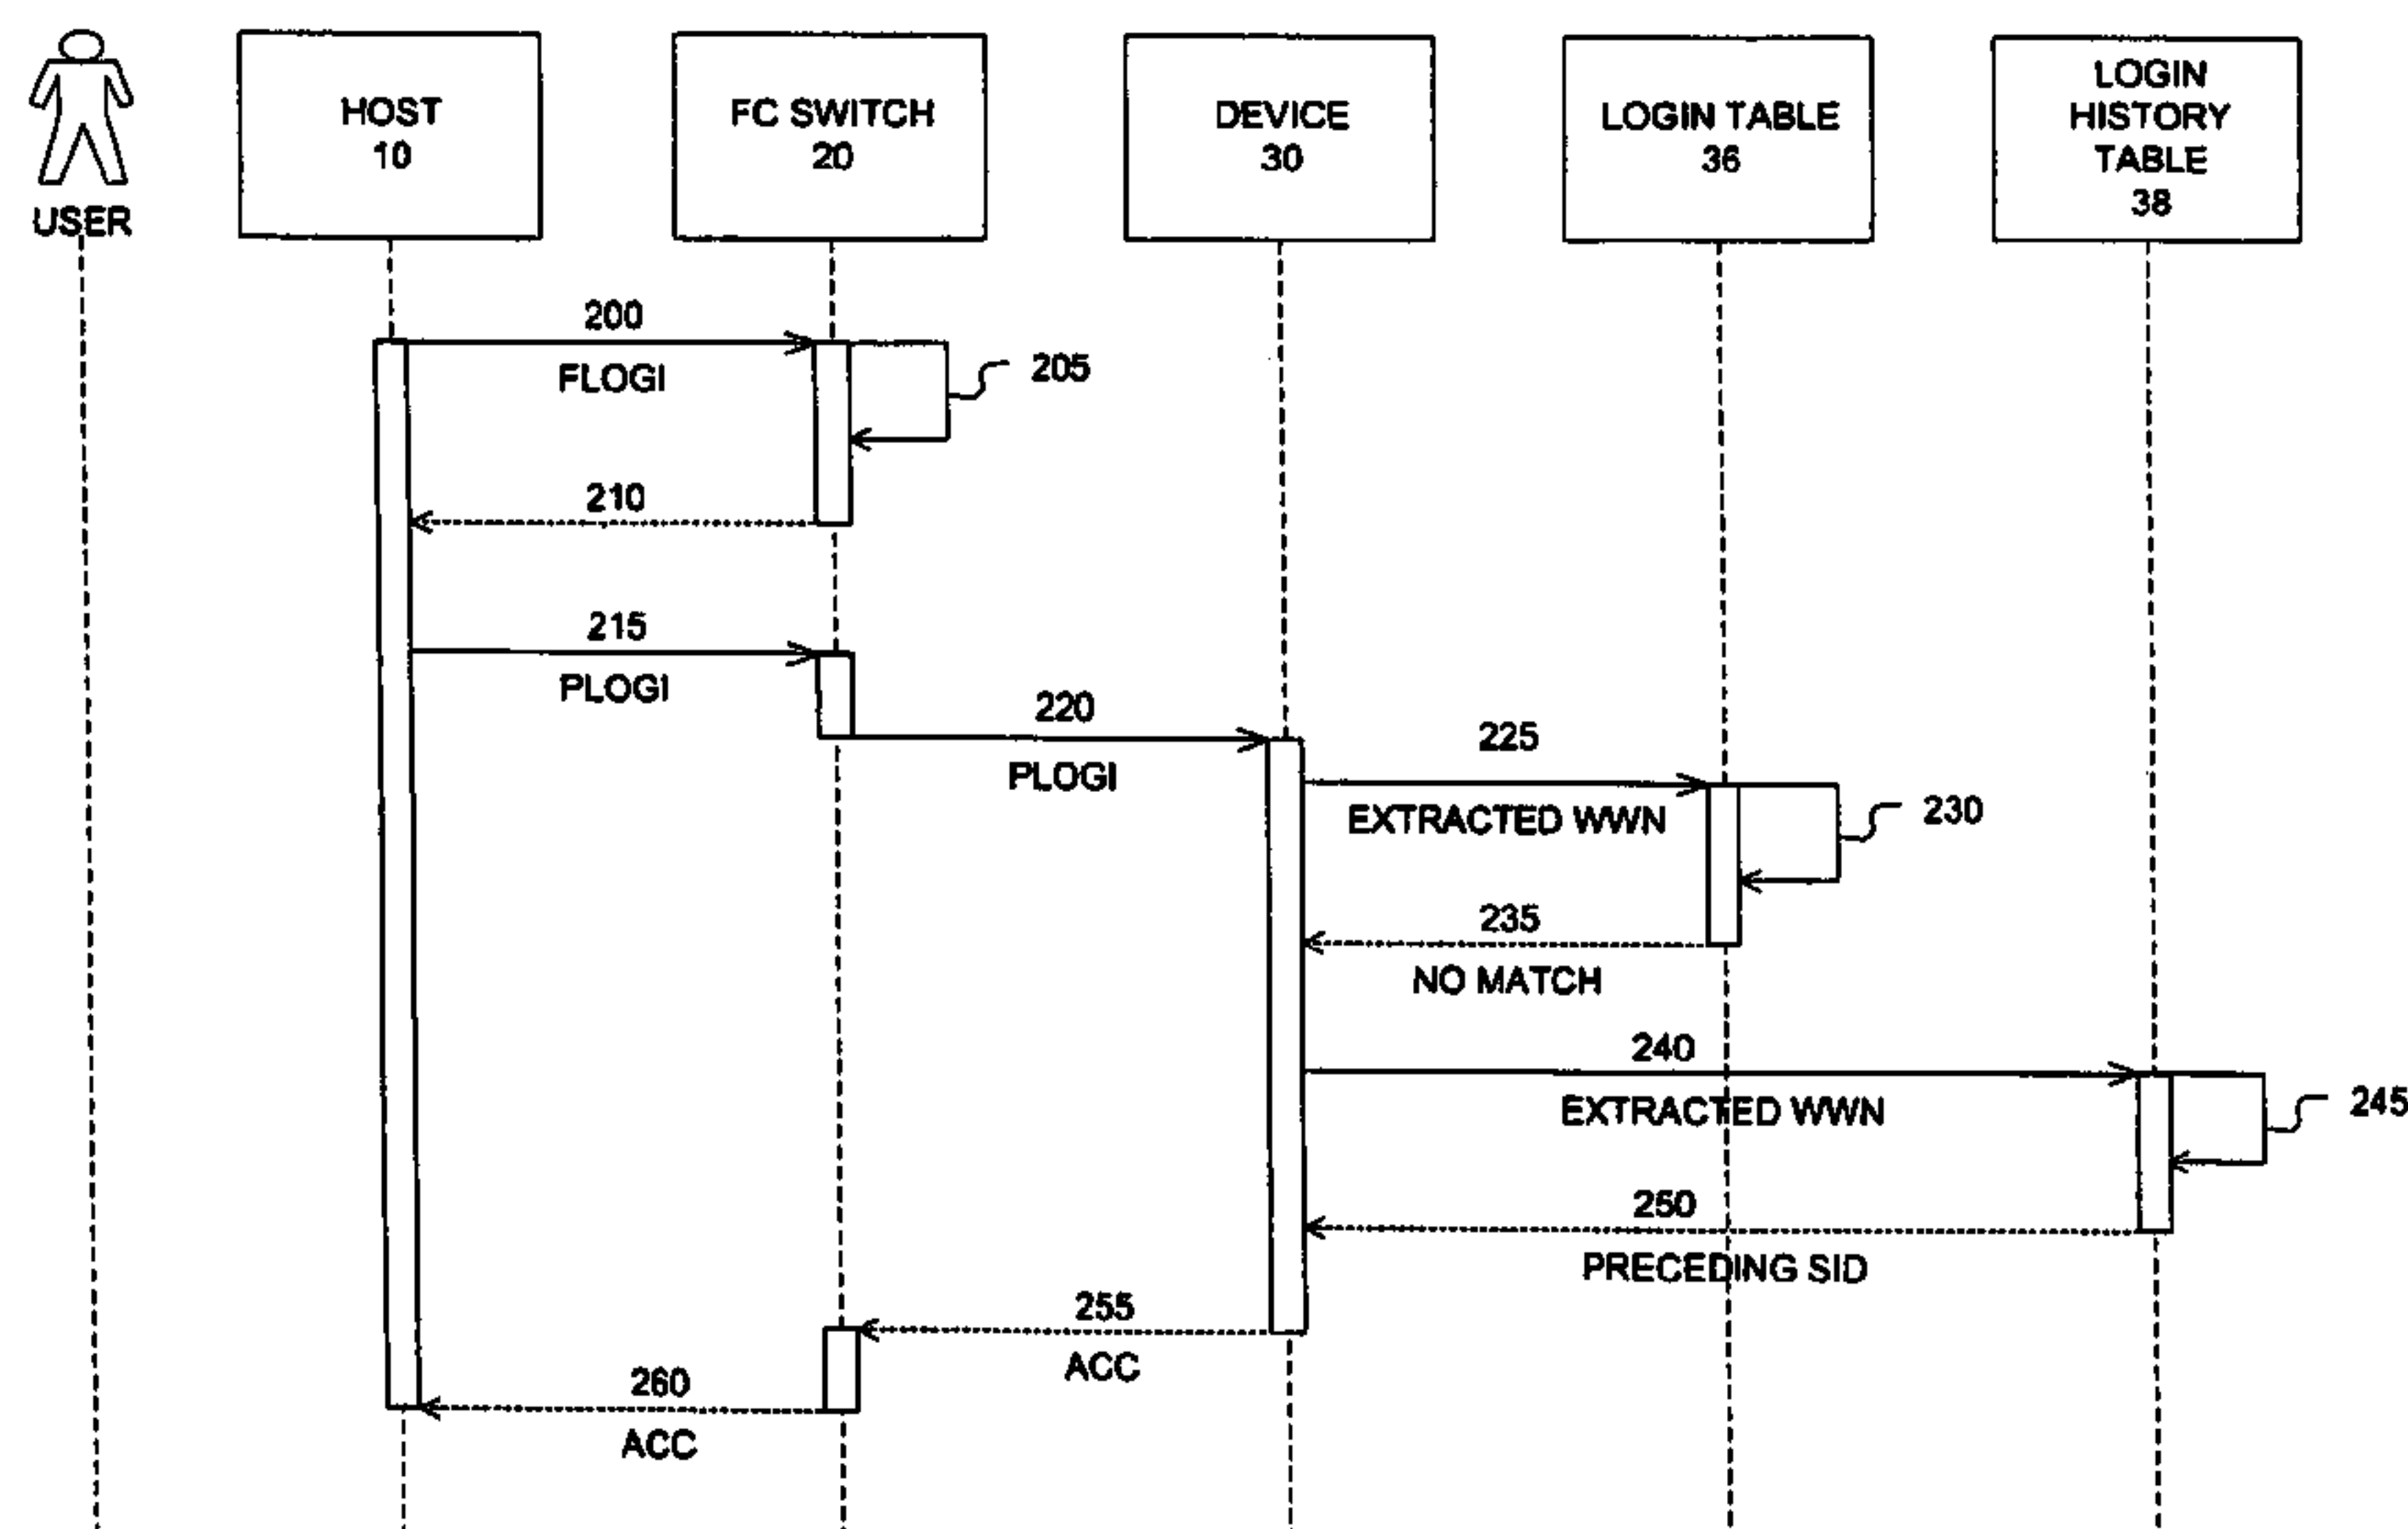 USER
HOST
10
FC SWITCH
20
DEVICE
30
LOGIN TABLE
36
LOGIN
HISTORY
TABLE
38
200
FLOGI
205
210
215
PLOGI
220
PLOGI
225
EXTRACTED WWN
230
235
NO MATCH
240
EXTRACTED WWN
245
250
PRECEDING SID
255
ACC
260
ACC